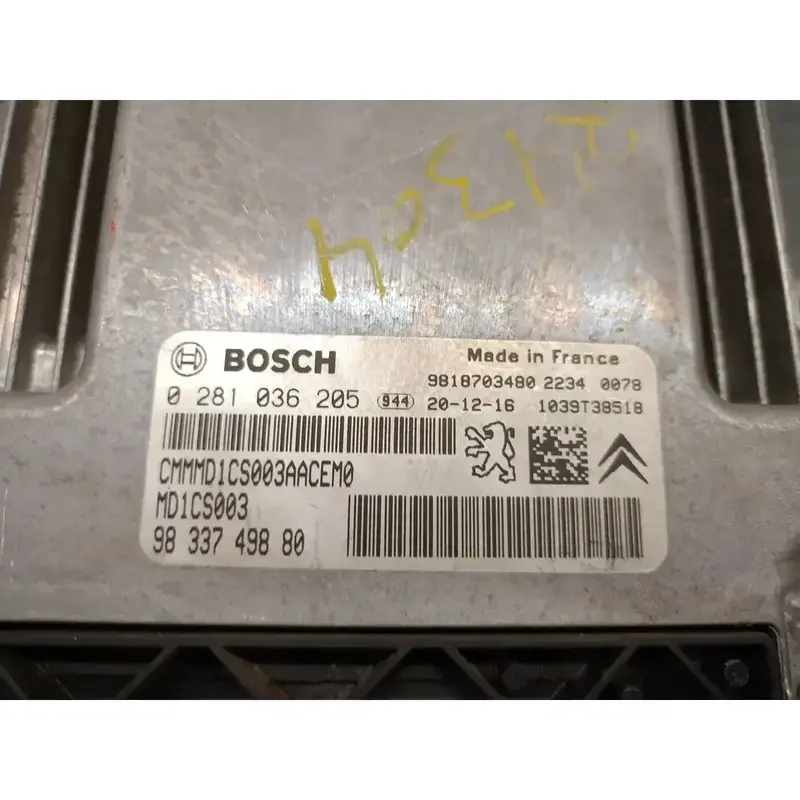 BOSCH
Made in France
9818703480 2234 0078
0 281 036 205 944 20-12-16 1039T38518
CMMMD1CS003AACEM0
MD1CS003
98 337 498 80